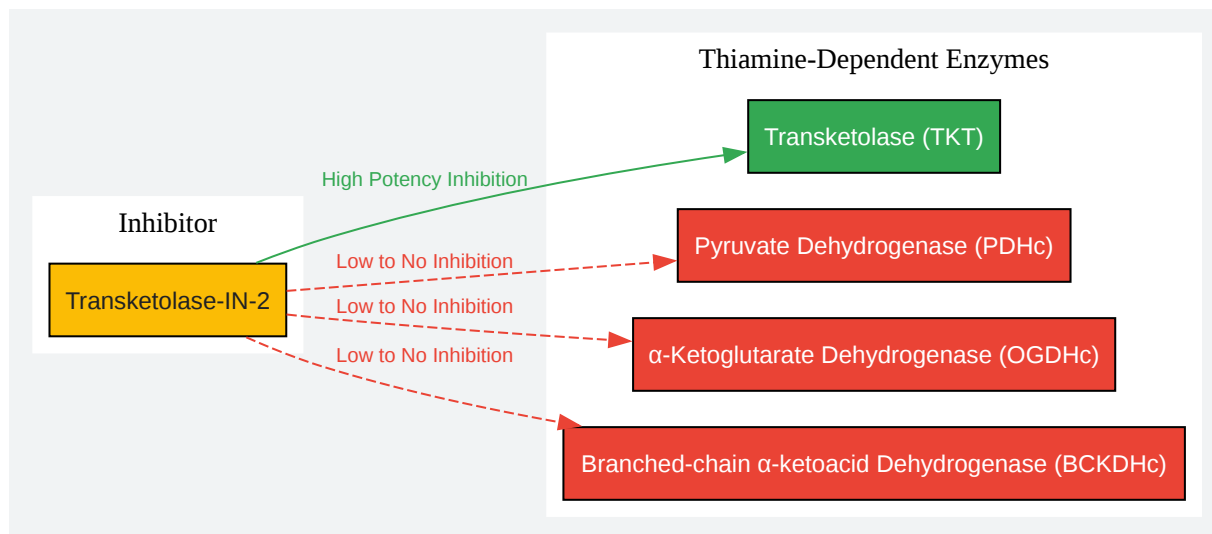 Thiamine-Dependent Enzymes
Transketolase (TKT)
High Potency Inhibition
Pyruvate Dehydrogenase (PDHc)
Inhibitor
Low to No Inhibition
Transketolase-IN-2
Low to No Inhibition
α-Ketoglutarate Dehydrogenase (OGDHc)
Low to No Inhibition
Branched-chain α-ketoacid Dehydrogenase (BCKDHc)